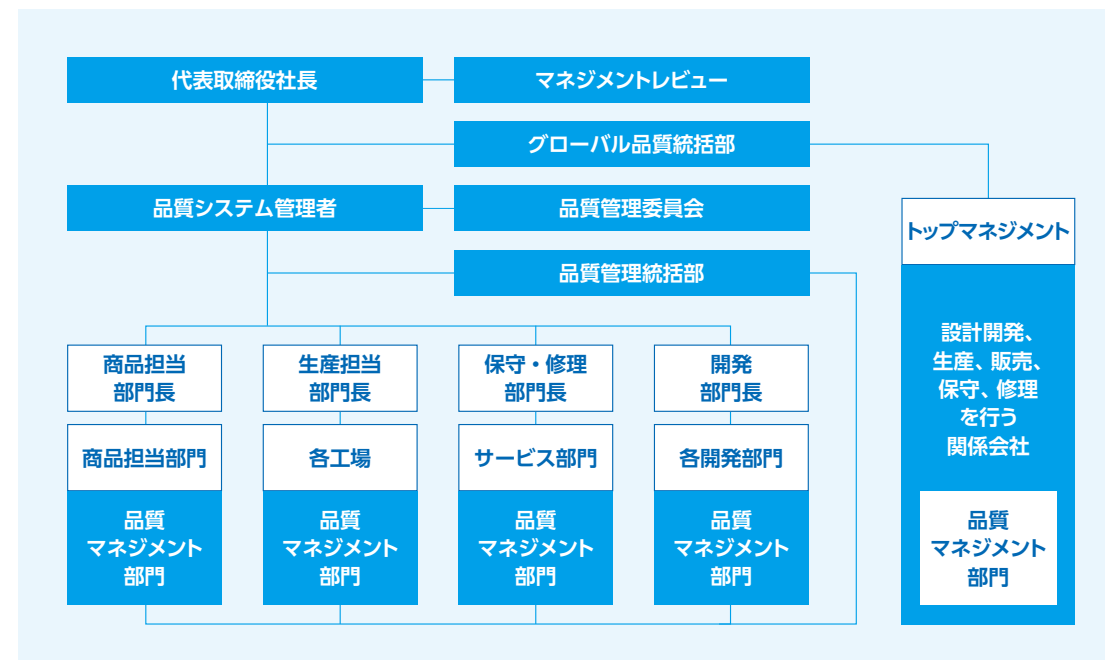 代表取締役社長
マネジメントレビュー
グローバル品質統括部
品質システム管理者
品質管理委員会
品質管理統括部
商品担当
部門長
生産担当
部門長
保守・修理
部門長
開発
部門長
商品担当部門
各工場
サービス部門
各開発部門
品質
マネジメント
部門
品質
マネジメント
部門
品質
マネジメント
部門
品質
マネジメント
部門
トップマネジメント
設計開発、
生産、販売、
保守、修理
を行う
関係会社
品質
マネジメント
部門